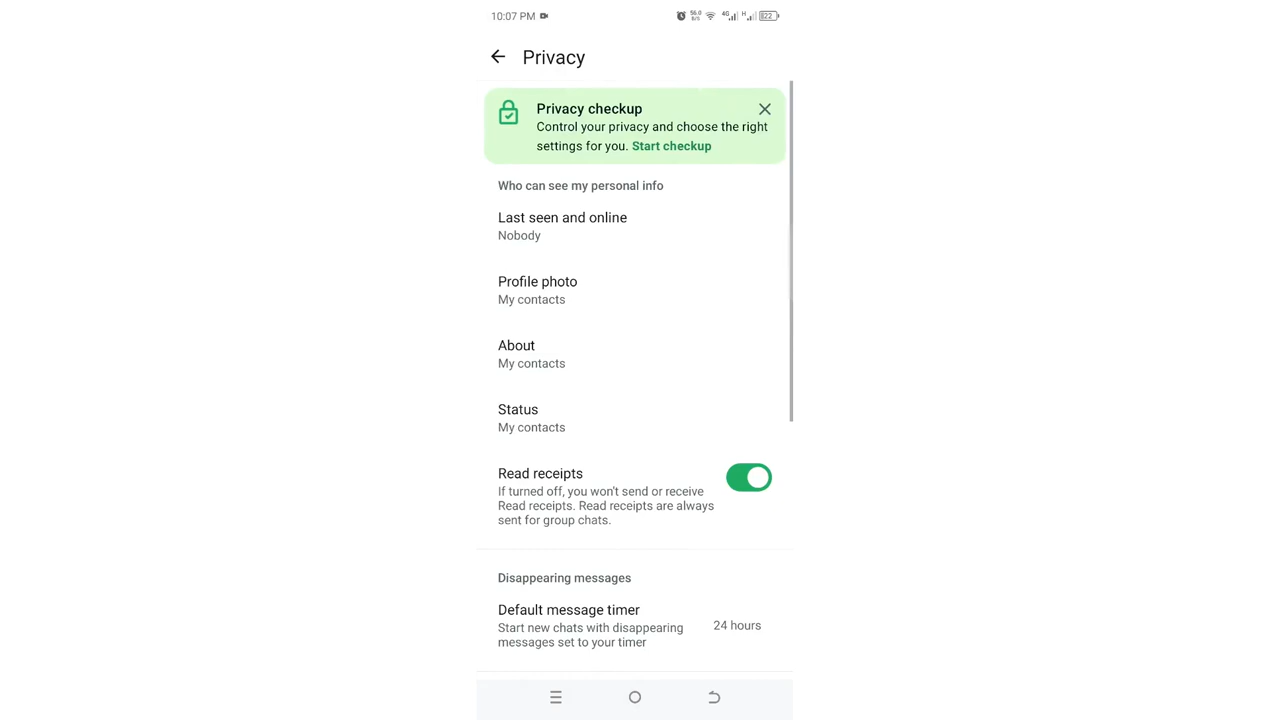 10:07 PM
56.0 B/S 4G H 22
Privacy
Privacy checkup
Control your privacy and choose the right
settings for you. Start checkup
Who can see my personal info
Last seen and online
Nobody
Profile photo
My contacts
About
My contacts
Status
My contacts
Read receipts
If turned off, you won't send or receive
Read receipts. Read receipts are always
sent for group chats.
Disappearing messages
Default message timer
Start new chats with disappearing
messages set to your timer
24 hours